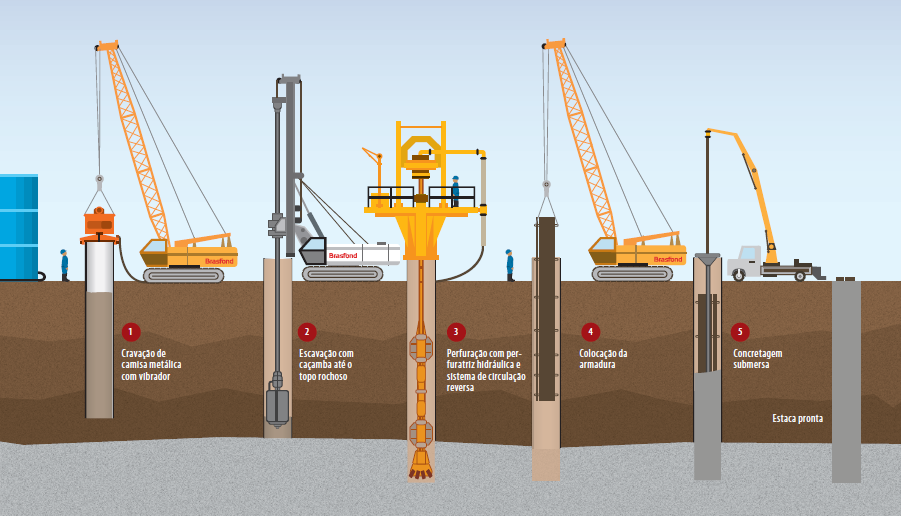 Brasfond
Brasfond
Brasfond
1
Cravação de
camisa metálica
com vibrador
2
Escavação com
caçamba até o
topo rochoso
3
Perfuração com per-
furatriz hidráulica e
sistema de circulação
reversa
4
Colocação da
armadura
5
Concretagem
submersa
Estaca pronta